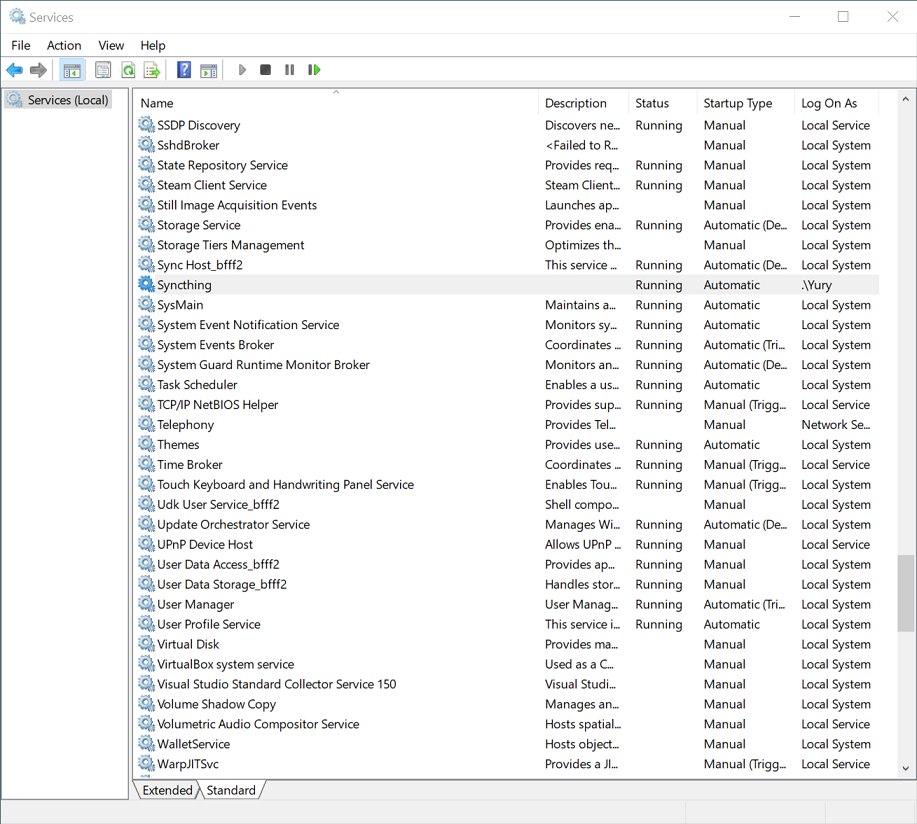 Services
File Action View Help
Services (Local)
Name Description Status Startup Type Log On As
SSDP Discovery Discovers ne... Running Manual Local Service
SshdBroker <Failed to R... Manual Local System
State Repository Service Provides req... Running Manual Local System
Steam Client Service Steam Client... Running Manual Local System
Still Image Acquisition Events Launches ap... Manual Local System
Storage Service Provides ena... Running Automatic (De... Local System
Storage Tiers Management Optimizes th... Manual Local System
Sync Host_bfff2 This service ... Running Automatic (De... Local System
Syncthing Running Automatic .\Yury
SysMain Maintains a... Running Automatic Local System
System Event Notification Service Monitors sy... Running Automatic Local System
System Events Broker Coordinates ... Running Automatic (Tri... Local System
System Guard Runtime Monitor Broker Monitors an... Running Automatic (De... Local System
Task Scheduler Enables a us... Running Automatic Local System
TCP/IP NetBIOS Helper Provides sup... Running Manual (Trigg... Local Service
Telephony Provides Tel... Manual Network Se...
Themes Provides use... Running Automatic Local System
Time Broker Coordinates ... Running Manual (Trigg... Local Service
Touch Keyboard and Handwriting Panel Service Enables Tou... Running Manual (Trigg... Local System
Udk User Service_bfff2 Shell compo... Manual Local System
Update Orchestrator Service Manages Wi... Running Automatic (De... Local System
UPnP Device Host Allows UPnP ... Running Manual Local Service
User Data Access_bfff2 Provides ap... Running Manual Local System
User Data Storage_bfff2 Handles stor... Running Manual Local System
User Manager User Manag... Running Automatic (Tri... Local System
User Profile Service This service i... Running Automatic Local System
Virtual Disk Provides ma... Manual Local System
VirtualBox system service Used as a C... Manual Local System
Visual Studio Standard Collector Service 150 Visual Studi... Manual Local System
Volume Shadow Copy Manages an... Manual Local System
Volumetric Audio Compositor Service Hosts spatial... Manual Local Service
WalletService Hosts object... Manual Local System
WarpJITSvc Provides a JI... Manual (Trigg... Local Service
Extended Standard